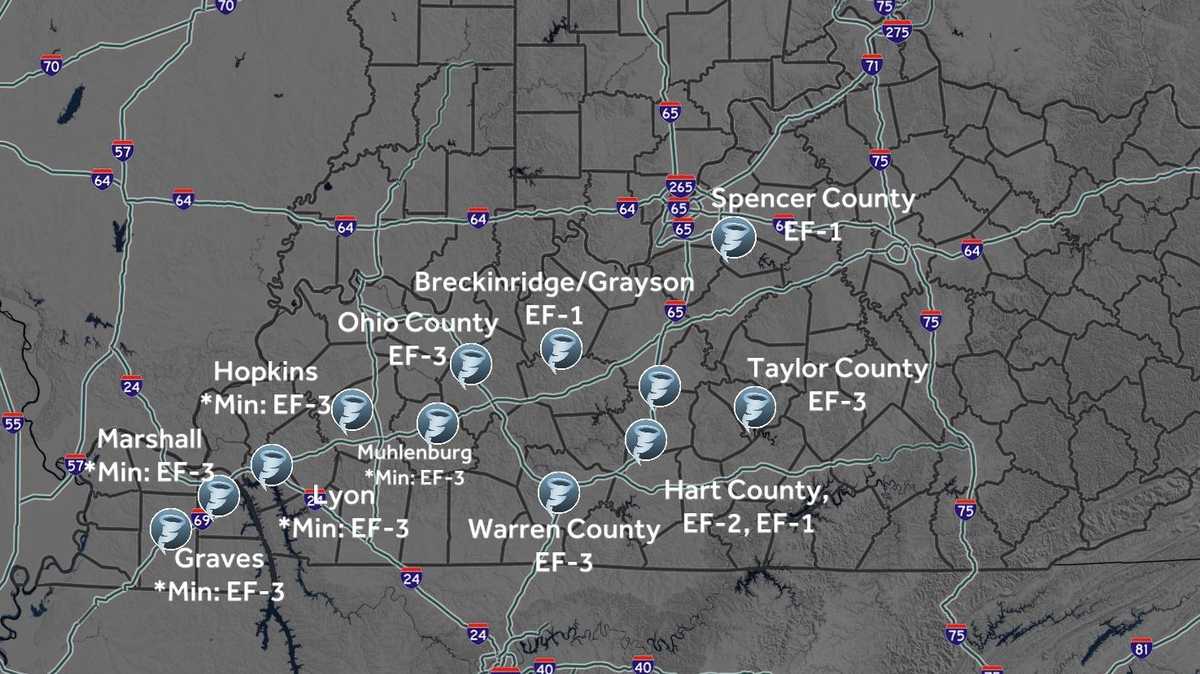 70
70
75
275
71
65
57
75
64
265
64
65
64
64
64
65
Spencer County
EF-1
64
Breckinridge/Grayson
EF-1
65
75
Ohio County
EF-3
Hopkins
*Min: EF-3
Taylor County
EF-3
24
55
Marshall
*Min: EF-3
57
Muhlenburg
*Min: EF-3
Lyon
*Min: EF-3
Hart County,
EF-2, EF-1
69
75
Warren County
EF-3
Graves
*Min: EF-3
24
24
75
81
40
40